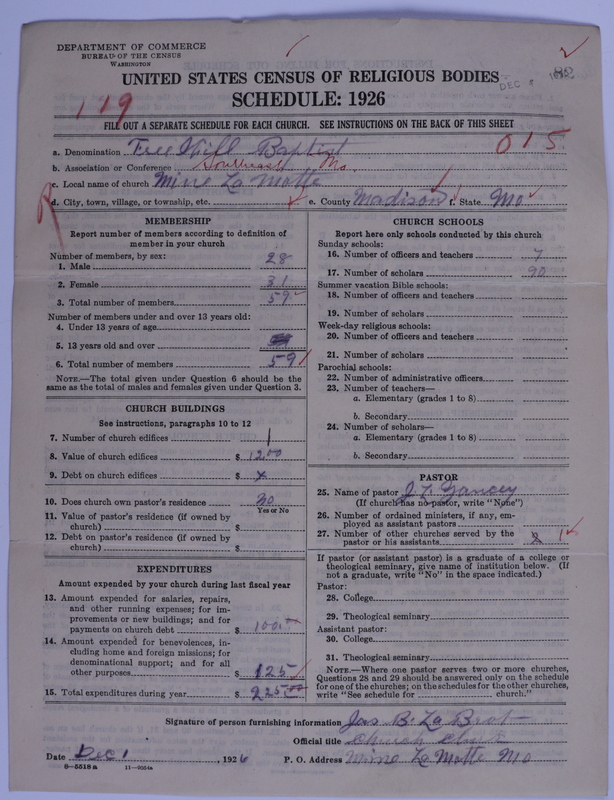 DEPARTMENT OF COMMERCE
BUREAU OF THE CENSUS
WASHINGTON
UNITED STATES CENSUS OF RELIGIOUS BODIES
DEC
SCHEDULE: 1926
119
FILL OUT A SEPARATE SCHEDULE FOR EACH CHURCH. SEE INSTRUCTIONS ON THE BACK OF THIS SHEET
015
a. Denomination Free Will Baptist
b. Association or Conference Southeast Mo.
c. Local name of church Mine La Motte
d. City, town, village, or township, etc. e. County Madison f. State Mo
MEMBERSHIP
Report number of members according to definition of
member in your church
Number of members, by sex:
1. Male 28
2. Female 31
3. Total number of members 59
Number of members under and over 13 years old:
4. Under 13 years of age
5. 13 years old and over
6. Total number of members 59
NOTE.—The total given under Question 6 should be the
same as the total of males and females given under Question 3.
CHURCH BUILDINGS
See instructions, paragraphs 10 to 12
7. Number of church edifices 1
8. Value of church edifices $ 1200
9. Debt on church edifices $ x
10. Does church own pastor's residence no
Yes or No
11. Value of pastor's residence (if owned by
church) $
12. Debt on pastor's residence (if owned by
church) $
EXPENDITURES
Amount expended by your church during last fiscal year
13. Amount expended for salaries, repairs,
and other running expenses; for im-
provements or new buildings; and for
payments on church debt $ 100.00
14. Amount expended for benevolences, in-
cluding home and foreign missions; for
denominational support; and for all
other purposes $ 125
15. Total expenditures during year $ 225.00
CHURCH SCHOOLS
Report here only schools conducted by this church
Sunday schools:
16. Number of officers and teachers 7
17. Number of scholars 90
Summer vacation Bible schools:
18. Number of officers and teachers
19. Number of scholars
Week-day religious schools:
20. Number of officers and teachers
21. Number of scholars
Parochial schools:
22. Number of administrative officers
23. Number of teachers—
a. Elementary (grades 1 to 8)
b. Secondary
24. Number of scholars—
a. Elementary (grades 1 to 8)
b. Secondary
PASTOR
25. Name of pastor J. F. Yancey
(If church has no pastor, write "None")
26. Number of ordained ministers, if any, em-
ployed as assistant pastors
27. Number of other churches served by the
pastor or his assistants 1
If pastor (or assistant pastor) is a graduate of a college or
theological seminary, give name of institution below. (If
not a graduate, write "No" in the space indicated.)
Pastor:
28. College
29. Theological seminary
Assistant pastor:
30. College
31. Theological seminary
NOTE.—Where one pastor serves two or more churches,
Questions 28 and 29 should be answered only on the schedule
for one of the churches; on the schedules for the other churches,
write "See schedule for church."
Signature of person furnishing information Jas B. La Brot
Official title Church Clerk
Date Dec 1, 1926 P. O. Address Mine La Motte Mo
8—5518 a 11—9554a